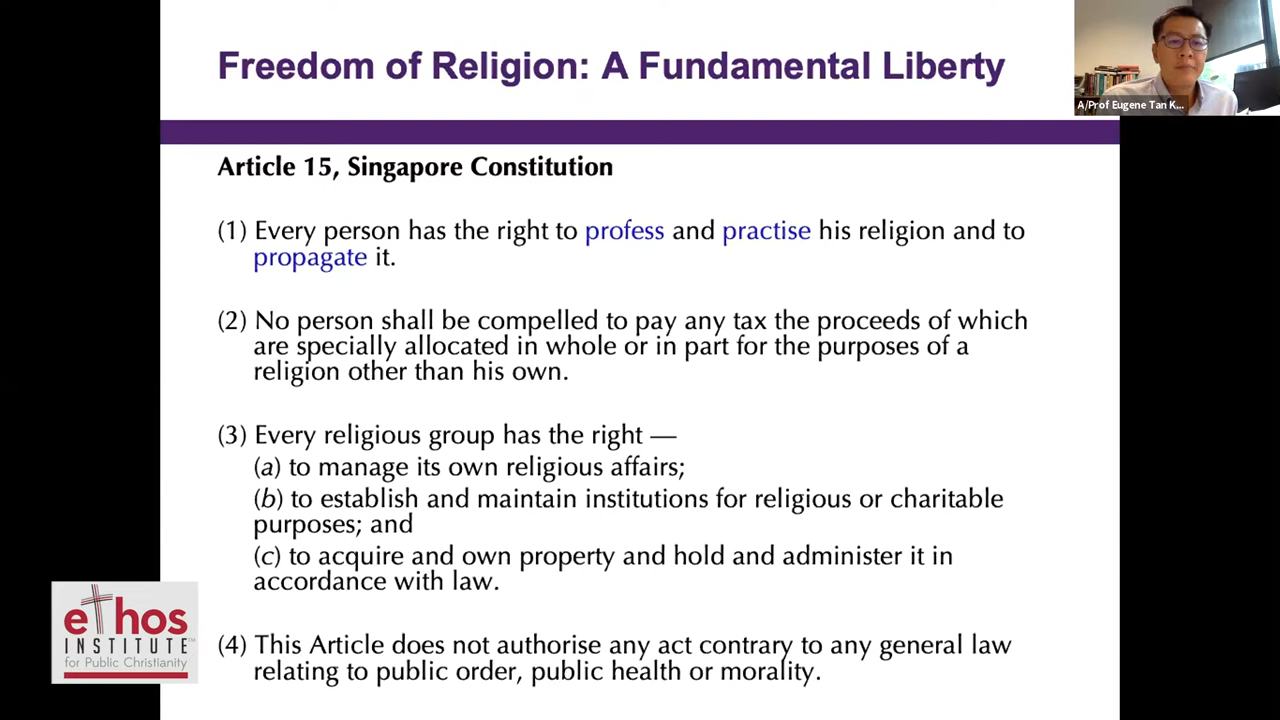 Freedom of Religion: A Fundamental Liberty
A/Prof Eugene Tan K...
Article 15, Singapore Constitution
(1) Every person has the right to profess and practise his religion and to
propagate it.
(2) No person shall be compelled to pay any tax the proceeds of which
are specially allocated in whole or in part for the purposes of a
religion other than his own.
(3) Every religious group has the right —
(a) to manage its own religious affairs;
(b) to establish and maintain institutions for religious or charitable
purposes; and
(c) to acquire and own property and hold and administer it in
accordance with law.
(4) This Article does not authorise any act contrary to any general law
relating to public order, public health or morality.
ethos
INSTITUTE™
for Public Christianity